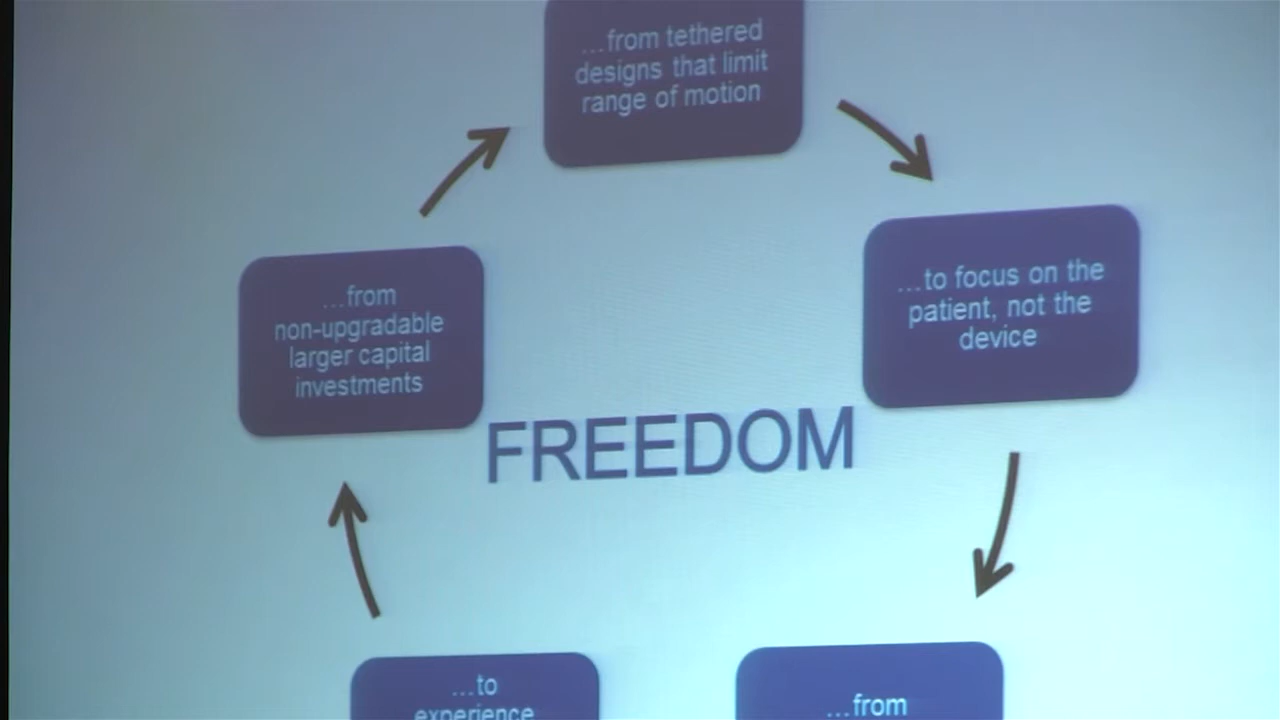 ...from tethered
designs that limit
range of motion
...to focus on the
patient, not the
device
...from
non-upgradable
larger capital
investments
FREEDOM
...to
experience
...from